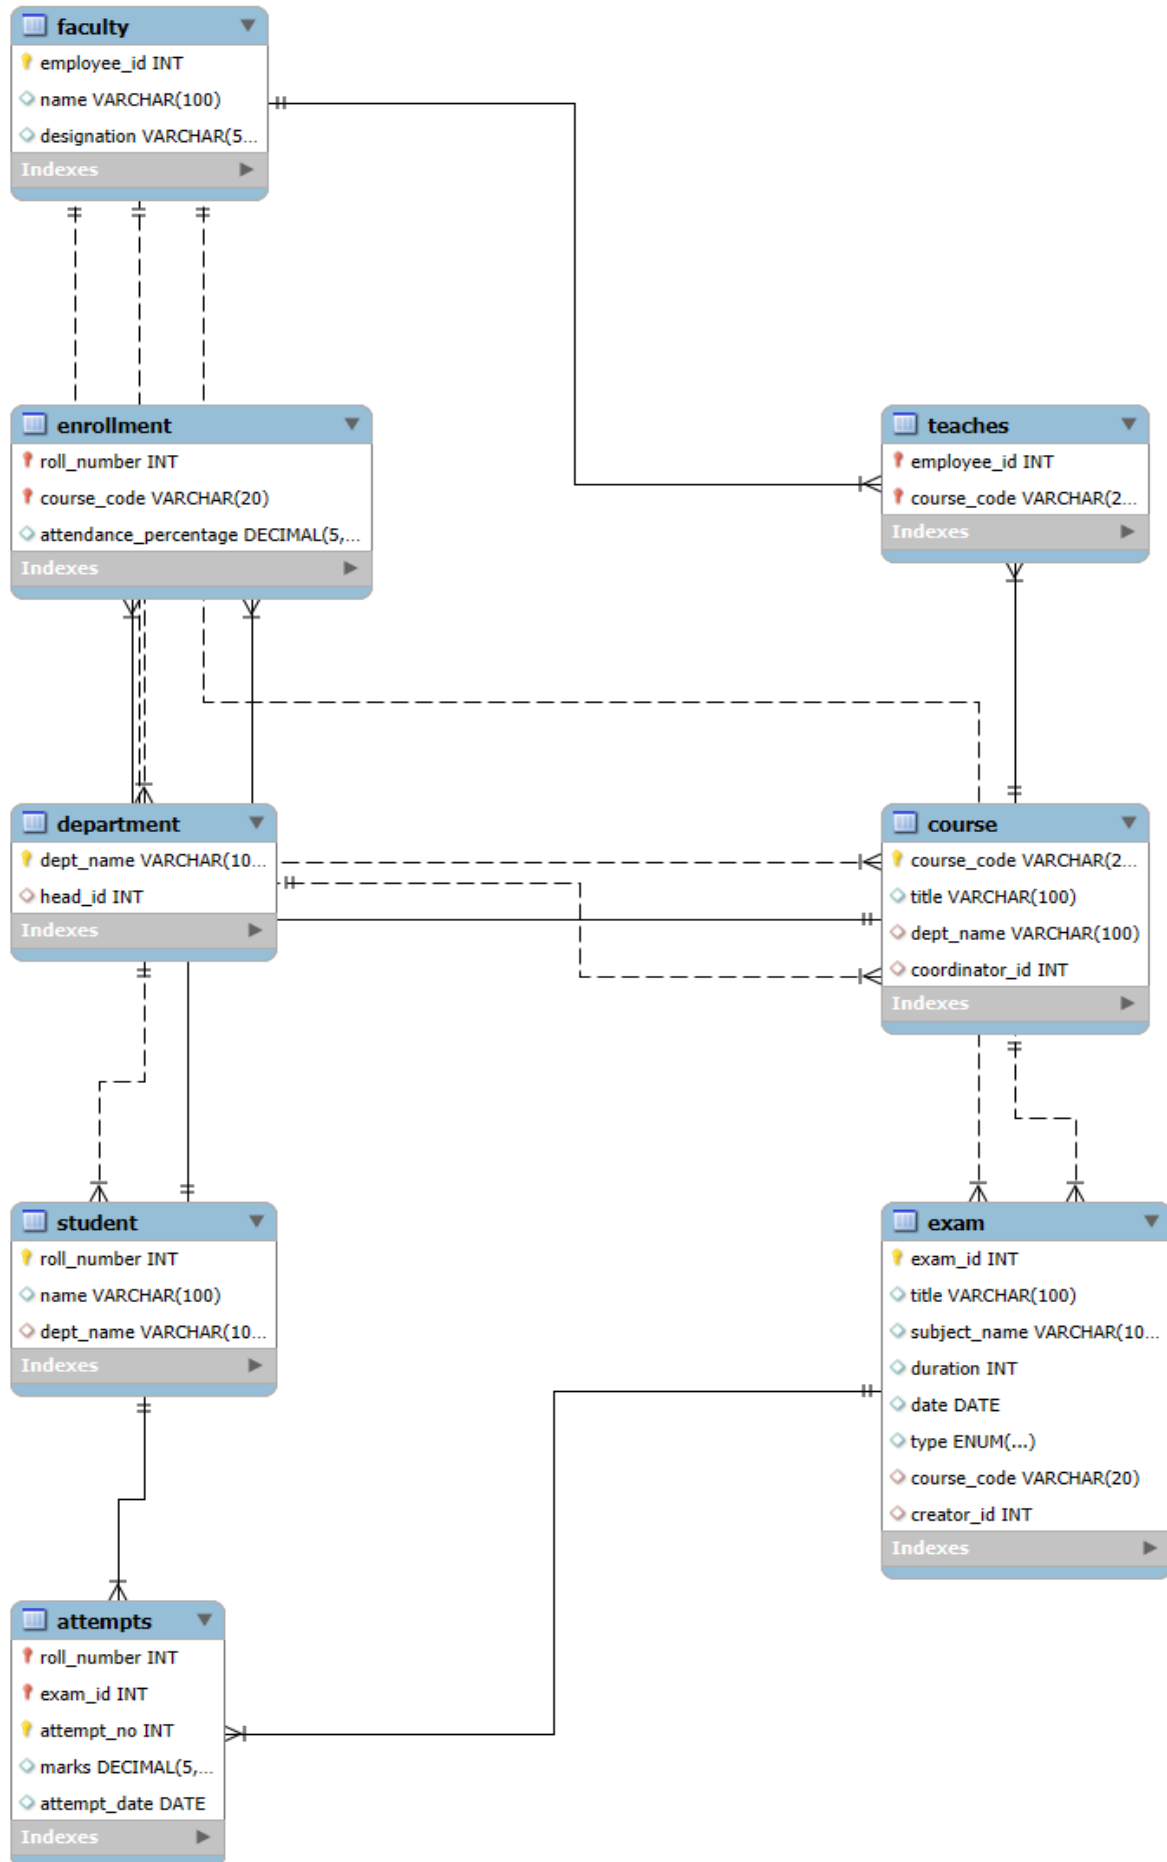 faculty
employee_id INT
name VARCHAR(100)
designation VARCHAR(5...
Indexes
enrollment
roll_number INT
course_code VARCHAR(20)
attendance_percentage DECIMAL(5,...
Indexes
teaches
employee_id INT
course_code VARCHAR(2...
Indexes
department
dept_name VARCHAR(10...
head_id INT
Indexes
course
course_code VARCHAR(2...
title VARCHAR(100)
dept_name VARCHAR(100)
coordinator_id INT
Indexes
student
roll_number INT
name VARCHAR(100)
dept_name VARCHAR(10...
Indexes
exam
exam_id INT
title VARCHAR(100)
subject_name VARCHAR(10...
duration INT
date DATE
type ENUM(...)
course_code VARCHAR(20)
creator_id INT
Indexes
attempts
roll_number INT
exam_id INT
attempt_no INT
marks DECIMAL(5,...
attempt_date DATE
Indexes